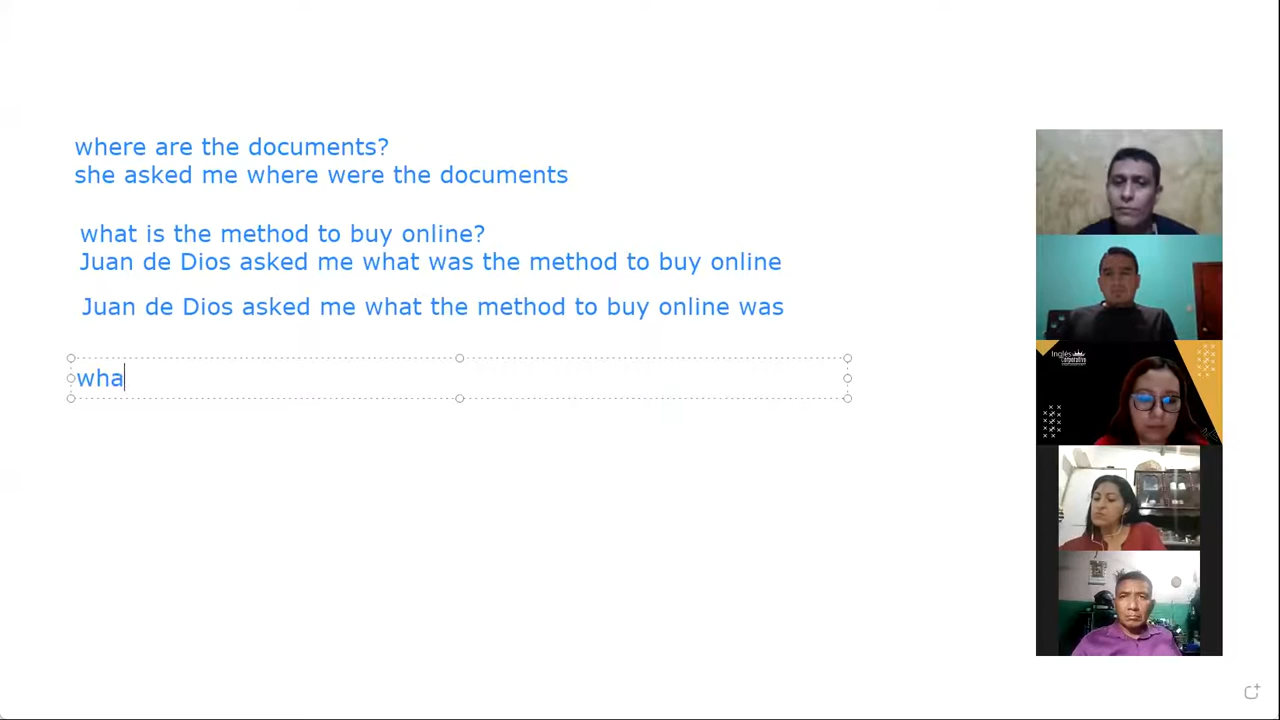 where are the documents?
she asked me where were the documents
what is the method to buy online?
Juan de Dios asked me what was the method to buy online
Juan de Dios asked me what the method to buy online was
wha
Inglés
Corporativo